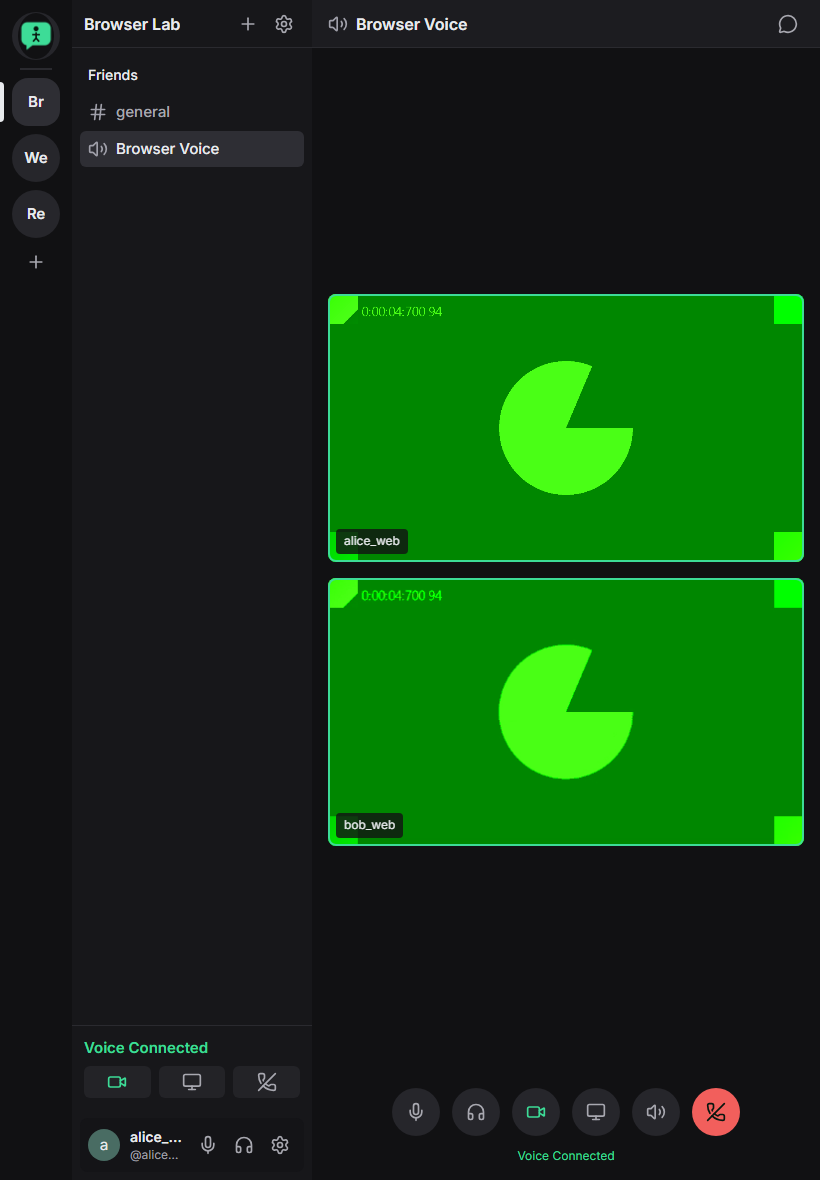 Browser Lab
Browser Voice
Br
We
Re
Friends
general
Browser Voice
0:00:04:700 94
alice_web
0:00:04:700 94
bob_web
Voice Connected
a
alice_...
@alice...
Voice Connected